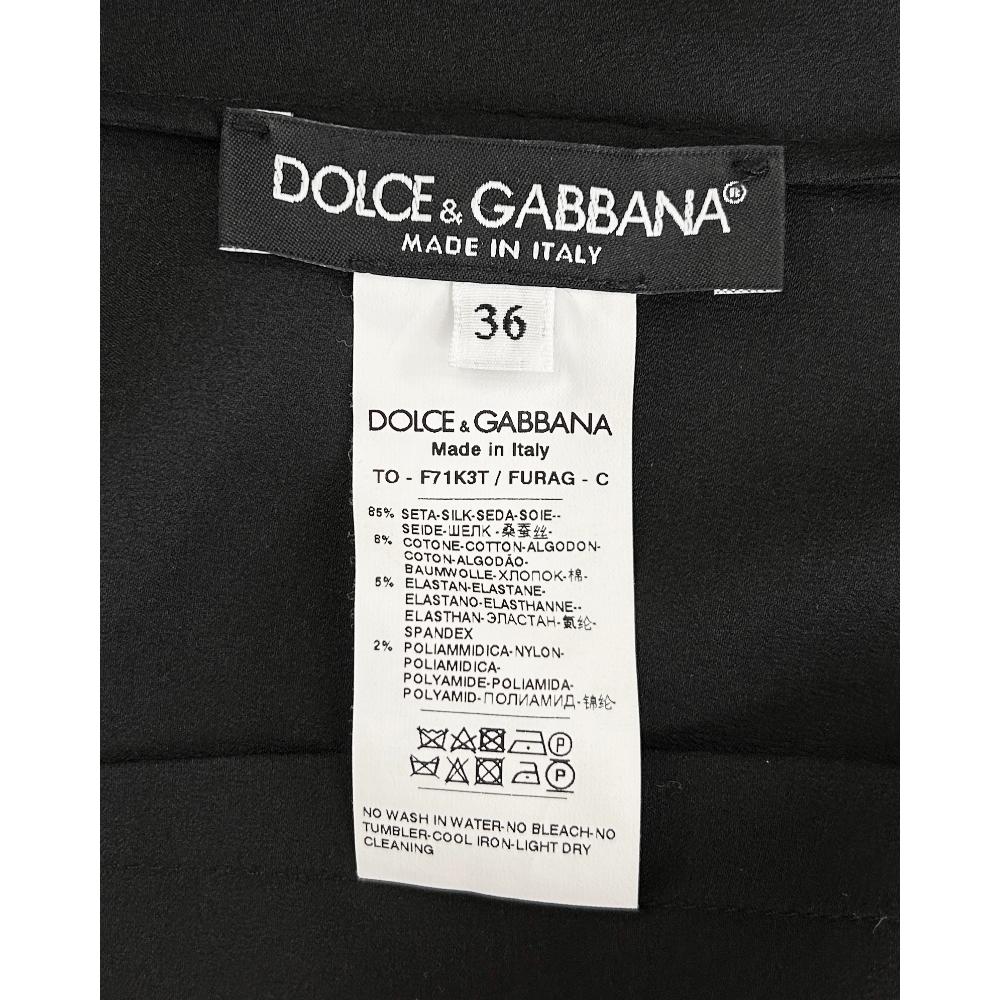 DOLCE & GABBANA®
MADE IN ITALY
36
DOLCE & GABBANA
Made in Italy
TO - F71K3T / FURAG - C
85% SETA-SILK-SEDA-SOIE--
SEIDE-ШЕЛК-桑蚕丝-
8% COTONE-COTTON-ALGODON-
COTON-ALGODÃO-
BAUMWOLLE-ХЛОПОК-棉-
5% ELASTAN-ELASTANE-
ELASTANO-ELASTHANNE--
ELASTHAN-ЭЛАСТАН-氨纶-
SPANDEX
2% POLIAMMIDICA-NYLON-
POLIAMIDICA-
POLYAMIDE-POLIAMIDA-
POLYAMID-ПОЛИАМИД-锦纶-
P
P
NO WASH IN WATER-NO BLEACH-NO
TUMBLER-COOL IRON-LIGHT DRY
CLEANING